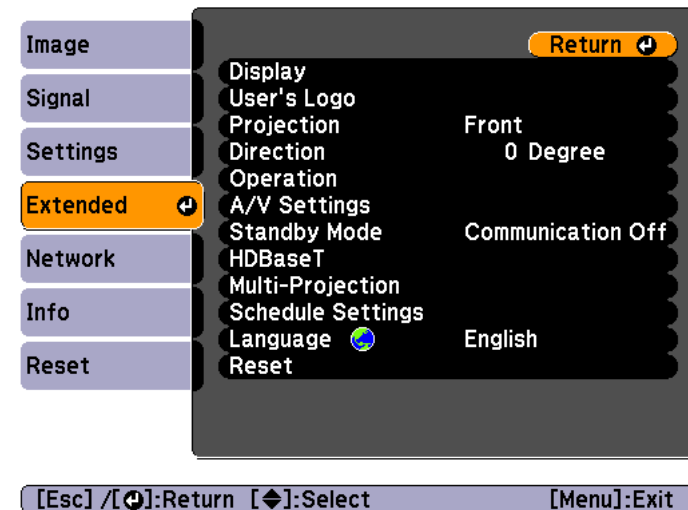 Image
Signal
Settings
Extended
Network
Info
Reset
Return
Display
User's Logo
Projection Front
Direction 0 Degree
Operation
A/V Settings
Standby Mode Communication Off
HDBaseT
Multi-Projection
Schedule Settings
Language English
Reset
[Esc] /[⏎]:Return [◆]:Select [Menu]:Exit